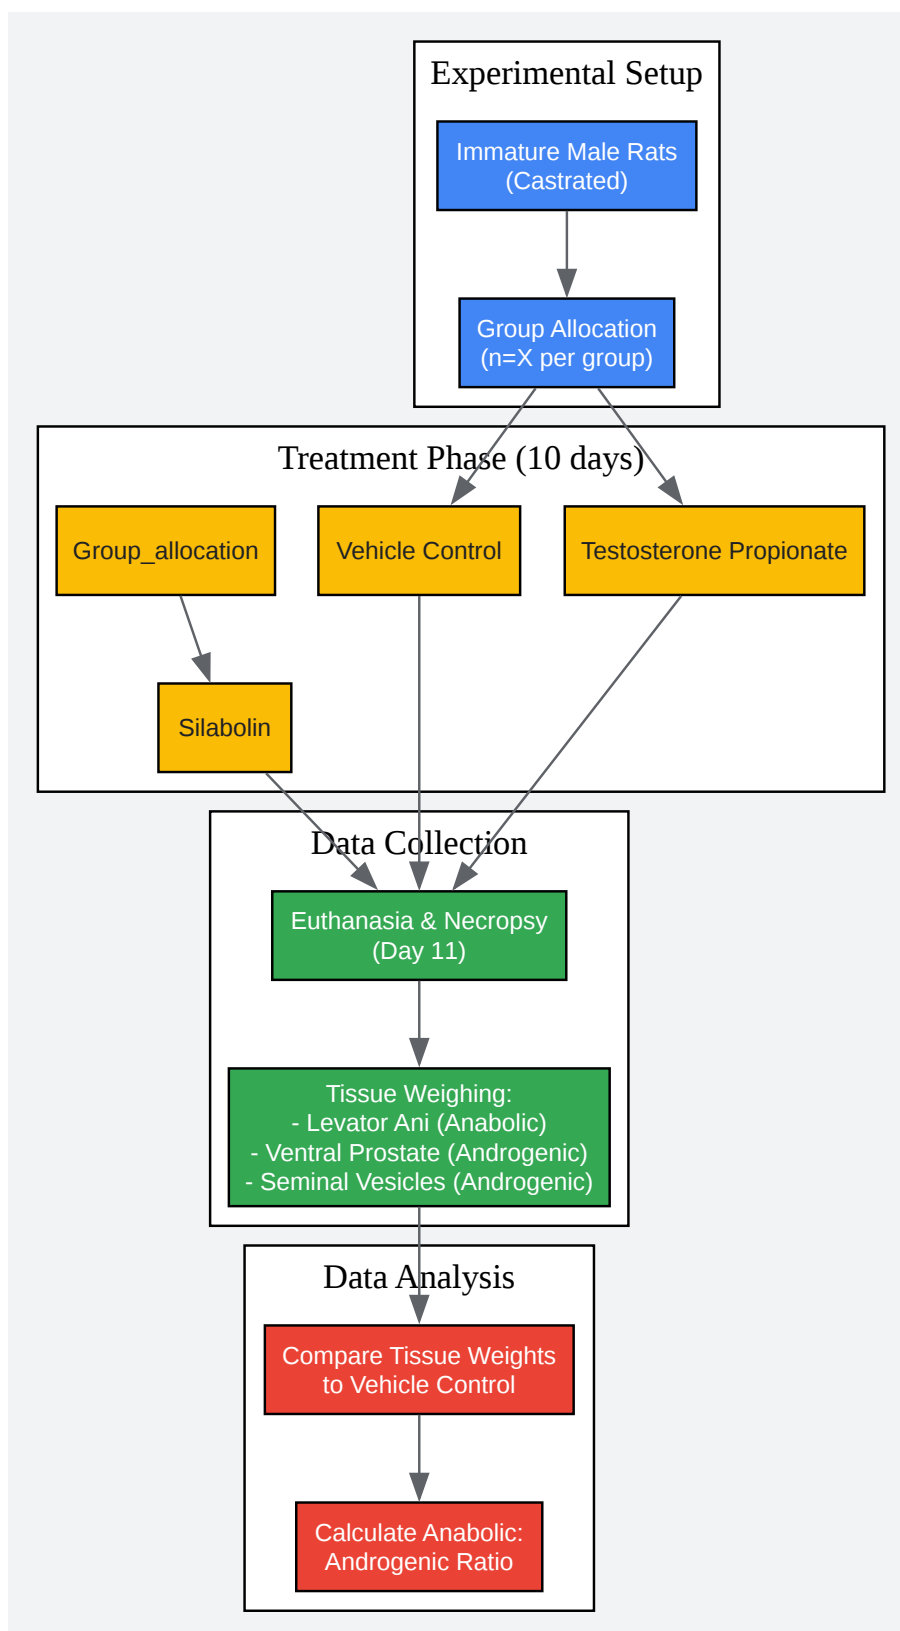 Experimental Setup
Immature Male Rats
(Castrated)
Group Allocation
(n=X per group)
Treatment Phase (10 days)
Group_allocation
Vehicle Control
Testosterone Propionate
Silabolin
Data Collection
Euthanasia & Necropsy
(Day 11)
Tissue Weighing:
- Levator Ani (Anabolic)
- Ventral Prostate (Androgenic)
- Seminal Vesicles (Androgenic)
Data Analysis
Compare Tissue Weights
to Vehicle Control
Calculate Anabolic:
Androgenic Ratio